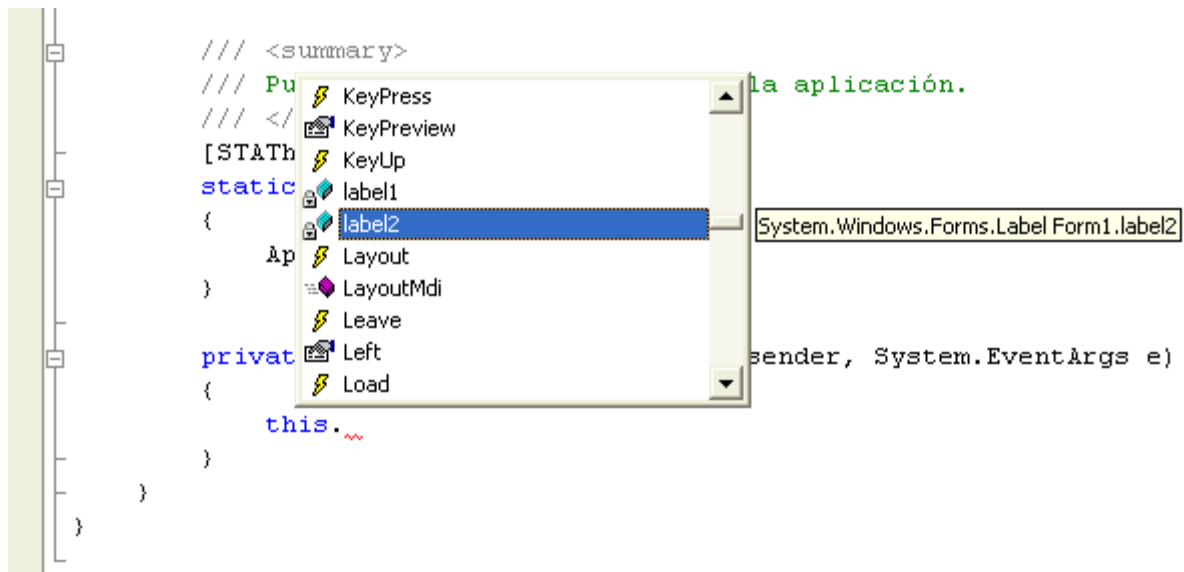 /// <summary>
/// Pu
la aplicación.
/// </
[STATh
static
{
Ap
}
privat
sender, System.EventArgs e)
{
this.
}
}
}
KeyPress
KeyPreview
KeyUp
label1
label2
Layout
LayoutMdi
Leave
Left
Load
System.Windows.Forms.Label Form1.label2